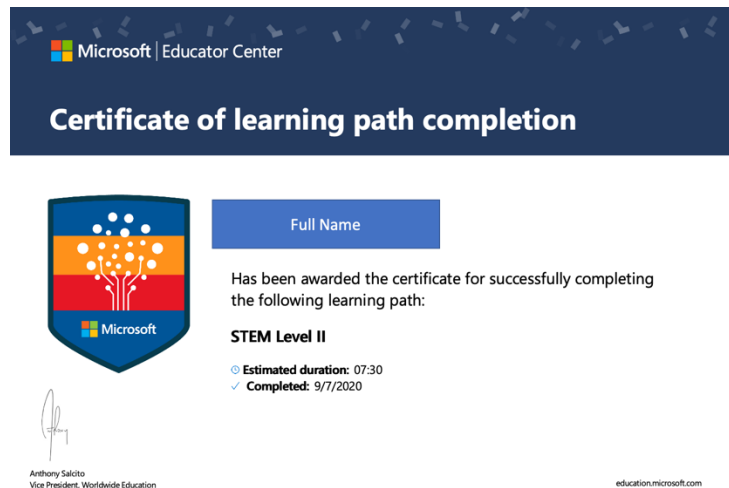 Microsoft | Educator Center
Certificate of learning path completion
Full Name
Has been awarded the certificate for successfully completing
the following learning path:
STEM Level II
Estimated duration: 07:30
Completed: 9/7/2020
Microsoft
Anthony Salcito
Vice President, Worldwide Education
education.microsoft.com